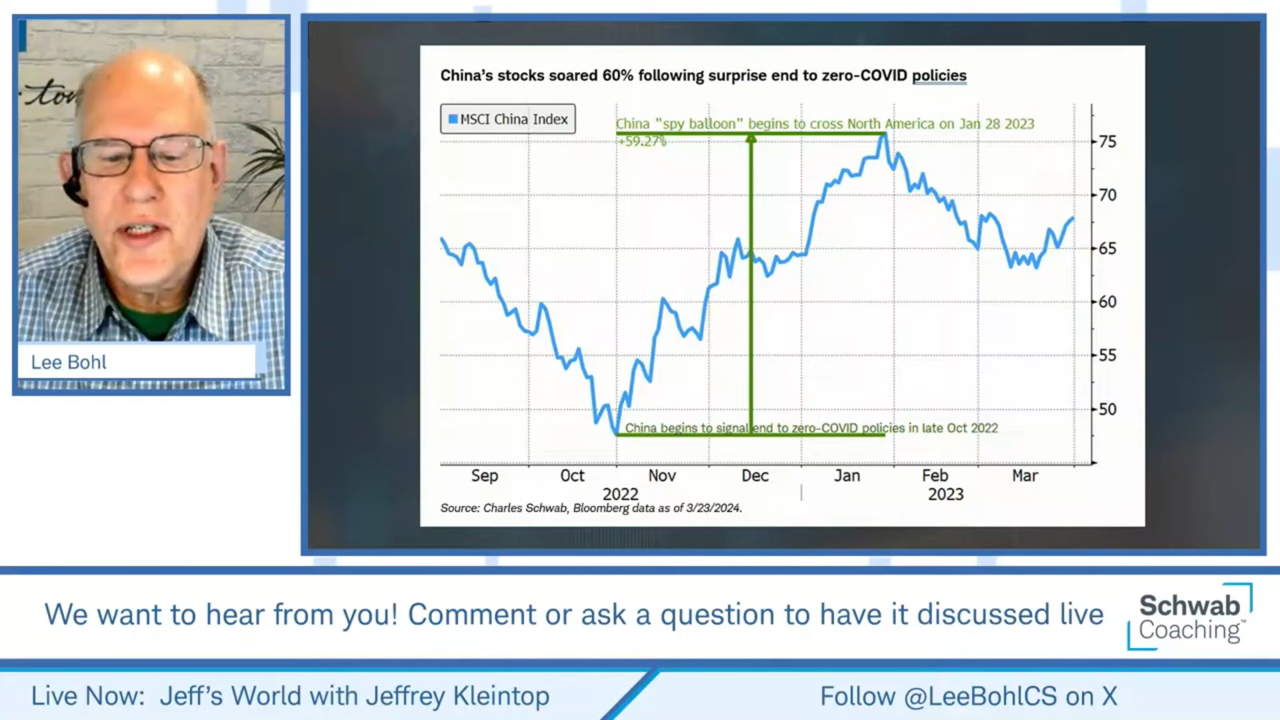 tom
Lee Bohl
China's stocks soared 60% following surprise end to zero-COVID policies
MSCI China Index
China "spy balloon" begins to cross North America on Jan 28 2023
+59.27%
75
70
65
60
55
50
China begins to signal end to zero-COVID policies in late Oct 2022
Sep Oct Nov Dec Jan Feb Mar
2022 2023
Source: Charles Schwab, Bloomberg data as of 3/23/2024.
We want to hear from you! Comment or ask a question to have it discussed live
Schwab
Coaching™
Live Now: Jeff's World with Jeffrey Kleintop
Follow @LeeBohlCS on X